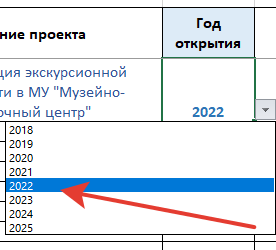 ние проекта
Год
открытия
ция экскурсионной
ти в МУ "Музейно-
очный центр"
2022
2018
2019
2020
2021
2022
2023
2024
2025